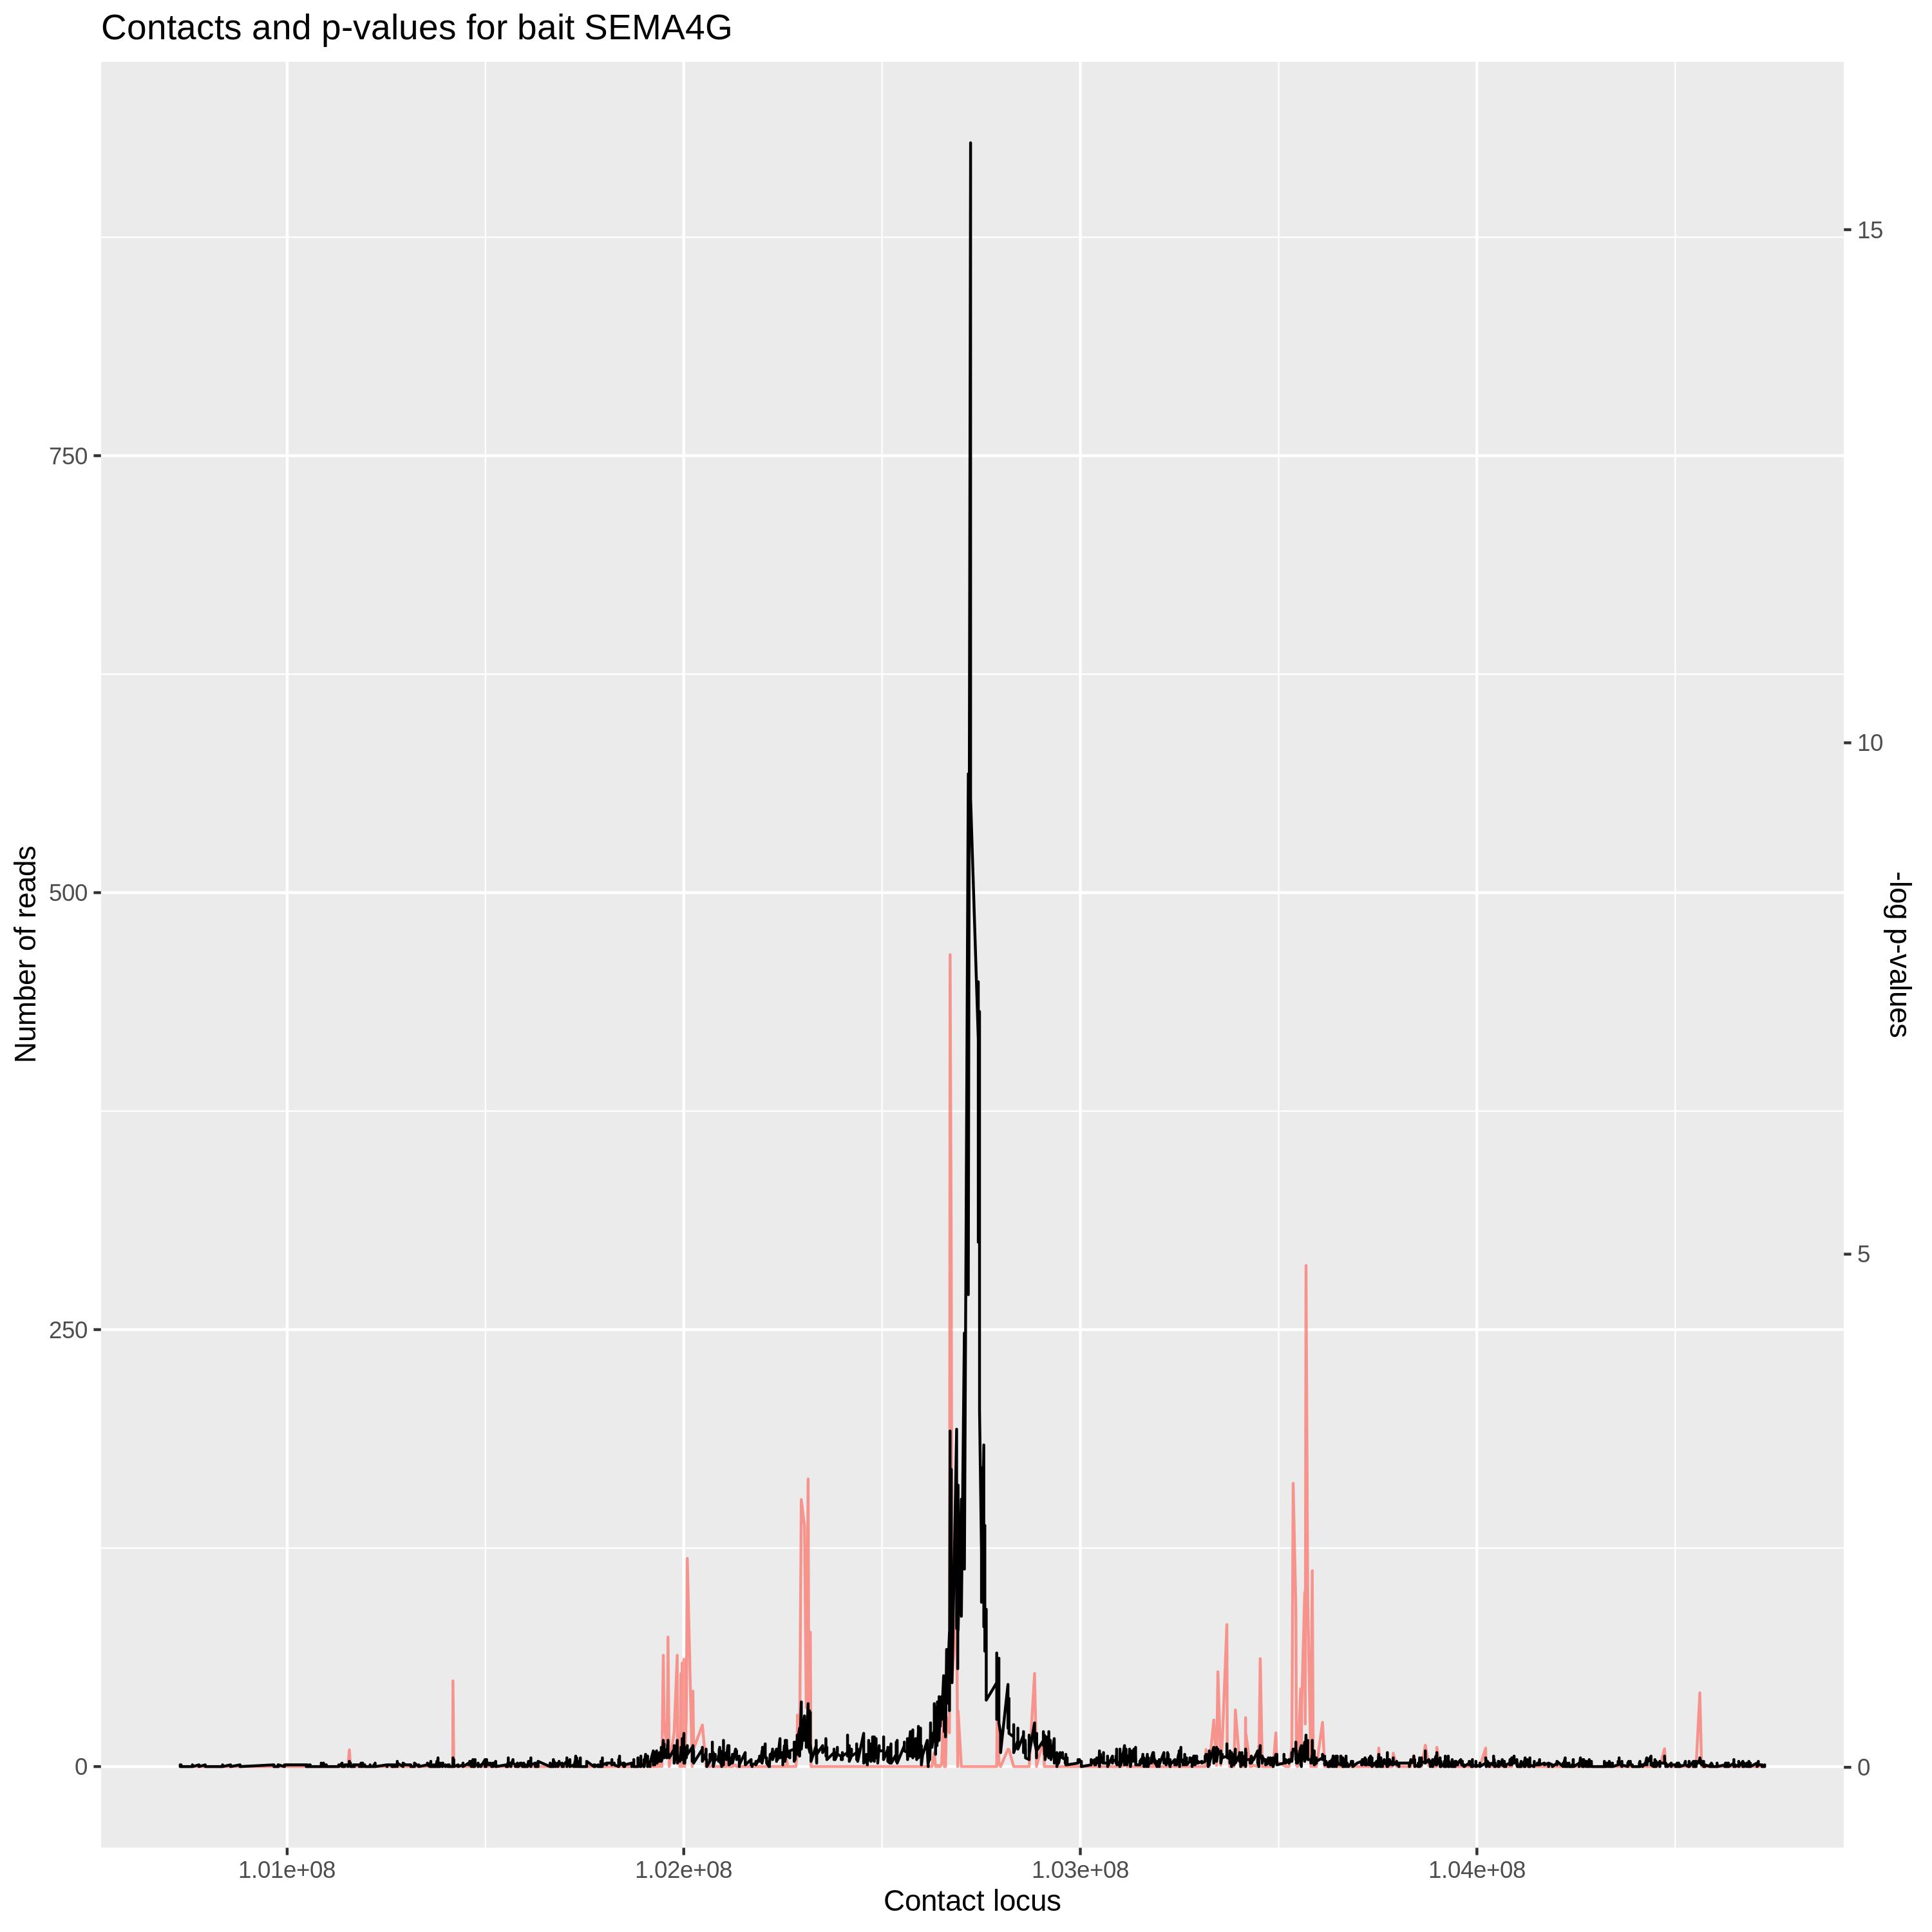 Contacts and p-values for bait SEMA4G
Number of reads
750
500
250
0
15
10
5
0
-log p-values
1.01e+08
1.02e+08
1.03e+08
1.04e+08
Contact locus